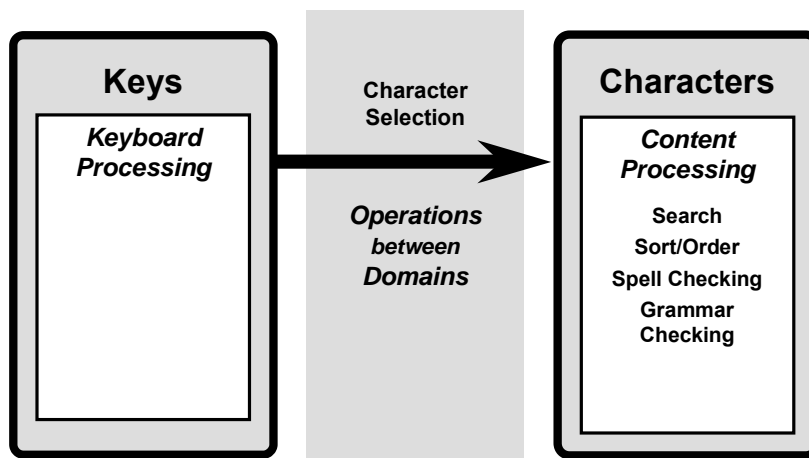 Keys
Keyboard
Processing
Character
Selection
Operations
between
Domains
Characters
Content
Processing
Search
Sort/Order
Spell Checking
Grammar
Checking